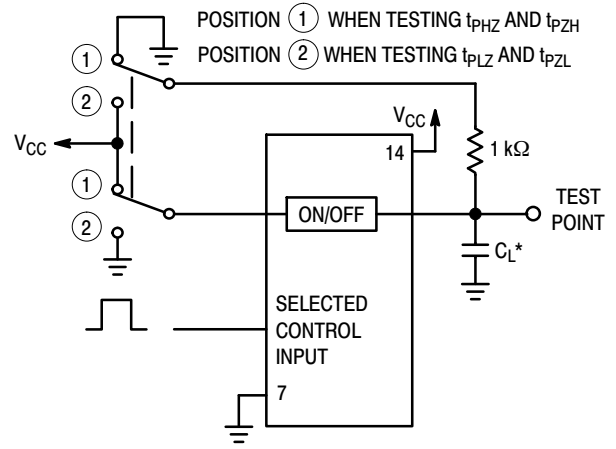 POSITION 1 WHEN TESTING tPHZ AND tPZH
POSITION 2 WHEN TESTING tPLZ AND tPZL
1
2
VCC
1
2
VCC
14
1 kΩ
ON/OFF
TEST
POINT
CL*
SELECTED
CONTROL
INPUT
7